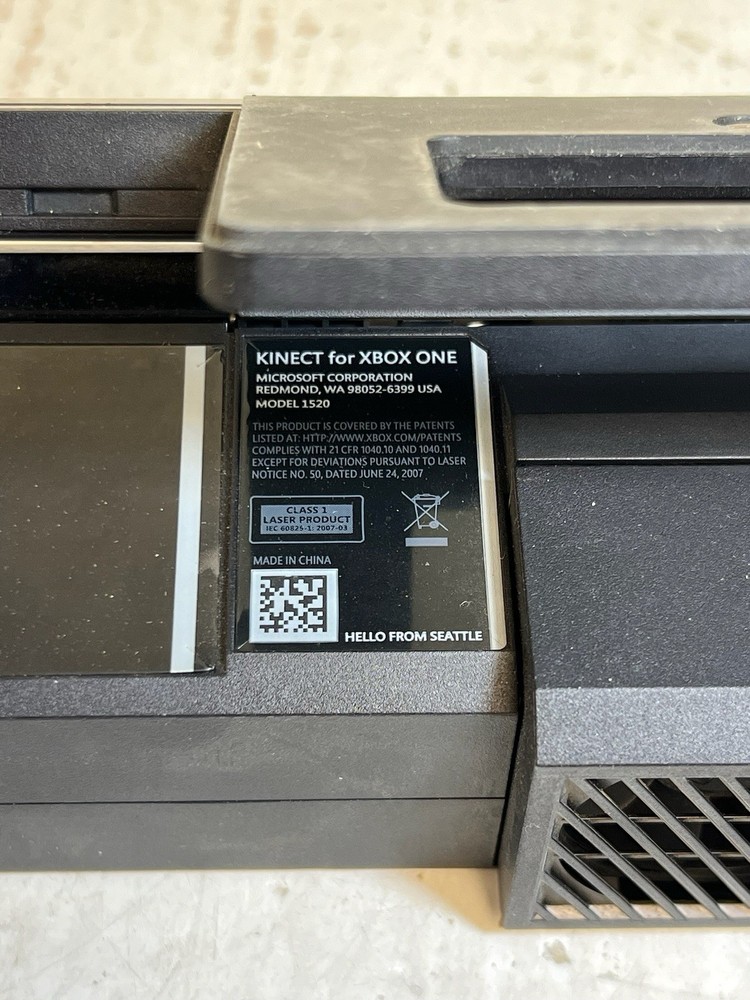 KINECT for XBOX ONE
MICROSOFT CORPORATION
REDMOND, WA 98052-6399 USA
MODEL 1520
THIS PRODUCT IS COVERED BY THE PATENTS
LISTED AT: HTTP://WWW.XBOX.COM/PATENTS
COMPLIES WITH 21 CFR 1040.10 AND 1040.11
EXCEPT FOR DEVIATIONS PURSUANT TO LASER
NOTICE NO. 50, DATED JUNE 24, 2007
CLASS 1
LASER PRODUCT
IEC 60825-1: 2007-03
MADE IN CHINA
HELLO FROM SEATTLE